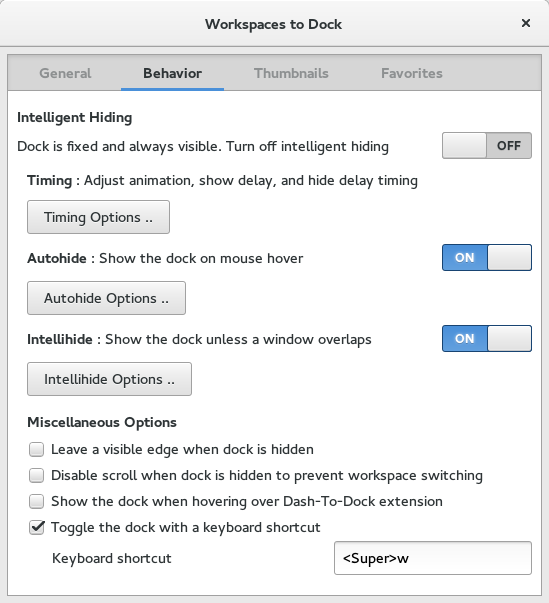 Workspaces to Dock ×
General Behavior Thumbnails Favorites
Intelligent Hiding
Dock is fixed and always visible. Turn off intelligent hiding OFF
Timing : Adjust animation, show delay, and hide delay timing
Timing Options ..
Autohide : Show the dock on mouse hover ON
Autohide Options ..
Intellihide : Show the dock unless a window overlaps ON
Intellihide Options ..
Miscellaneous Options
Leave a visible edge when dock is hidden
Disable scroll when dock is hidden to prevent workspace switching
Show the dock when hovering over Dash-To-Dock extension
Toggle the dock with a keyboard shortcut
Keyboard shortcut <Super>w